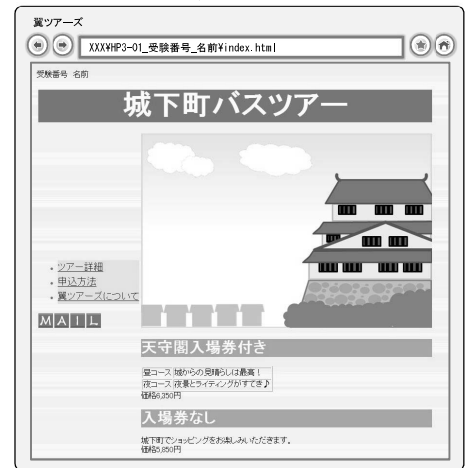 翼ツアーズ
XXX¥HP3-01_受験番号_名前¥index.html
受験番号 名前
城下町バスツアー
・ツアー詳細
・申込方法
・翼ツアーズについて
MAIL
天守閣入場券付き
昼コース 城からの見晴らしは最高！
夜コース 夜景とライティングがすてき♪
価格6,350円
入場券なし
城下町でショッピングをお楽しみいただきます。
価格5,850円